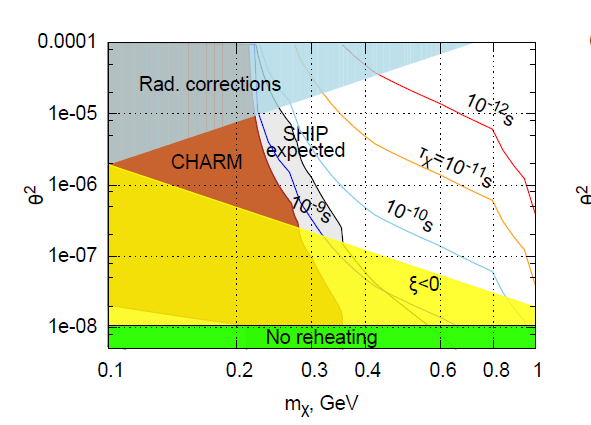 0.0001
1e-05
1e-06
1e-07
1e-08
θ²
Rad. corrections
CHARM
SHIP
expected
10⁻¹²s
τχ=10⁻¹¹s
10⁻¹⁰s
10⁻⁹s
ξ<0
No reheating
0.1 0.2 0.3 0.4 0.6 0.8 1
mχ, GeV
θ²